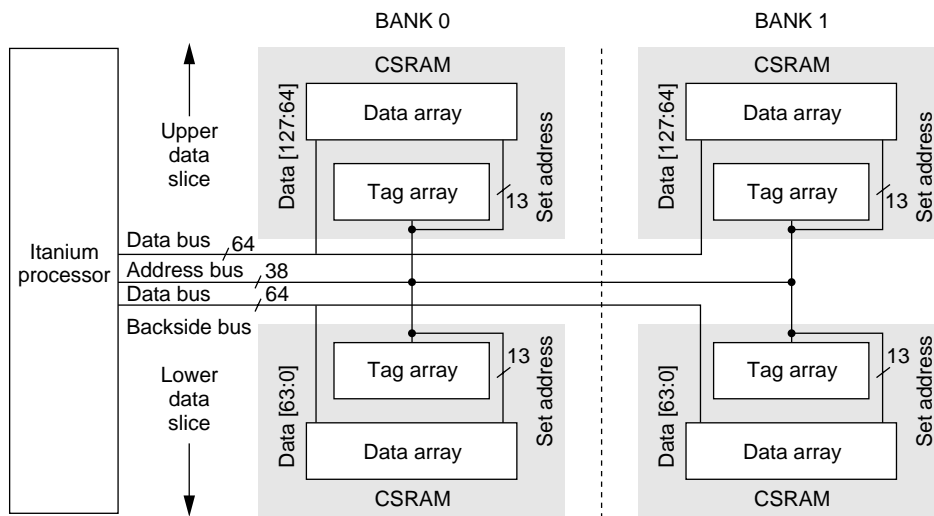 BANK 0
BANK 1
CSRAM
CSRAM
Data array
Data array
Data [127:64]
Data [127:64]
Set address
Set address
Upper
data
slice
Tag array
Tag array
13
13
Itanium
processor
Data bus
64
Address bus
38
Data bus
64
Backside bus
Tag array
Tag array
13
13
Data [63:0]
Data [63:0]
Set address
Set address
Lower
data
slice
Data array
Data array
CSRAM
CSRAM